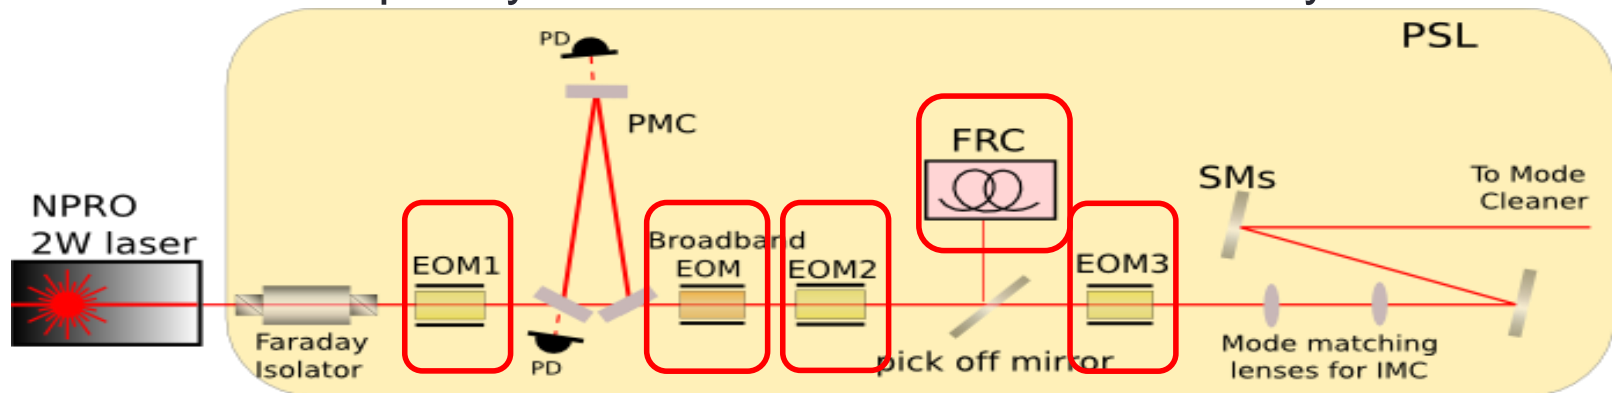 PSL
PD
PMC
FRC
SMs
To Mode
Cleaner
NPRO
2W laser
EOM1
Broadband
EOM
EOM2
EOM3
Faraday
Isolator
PD
pick off mirror
Mode matching
lenses for IMC